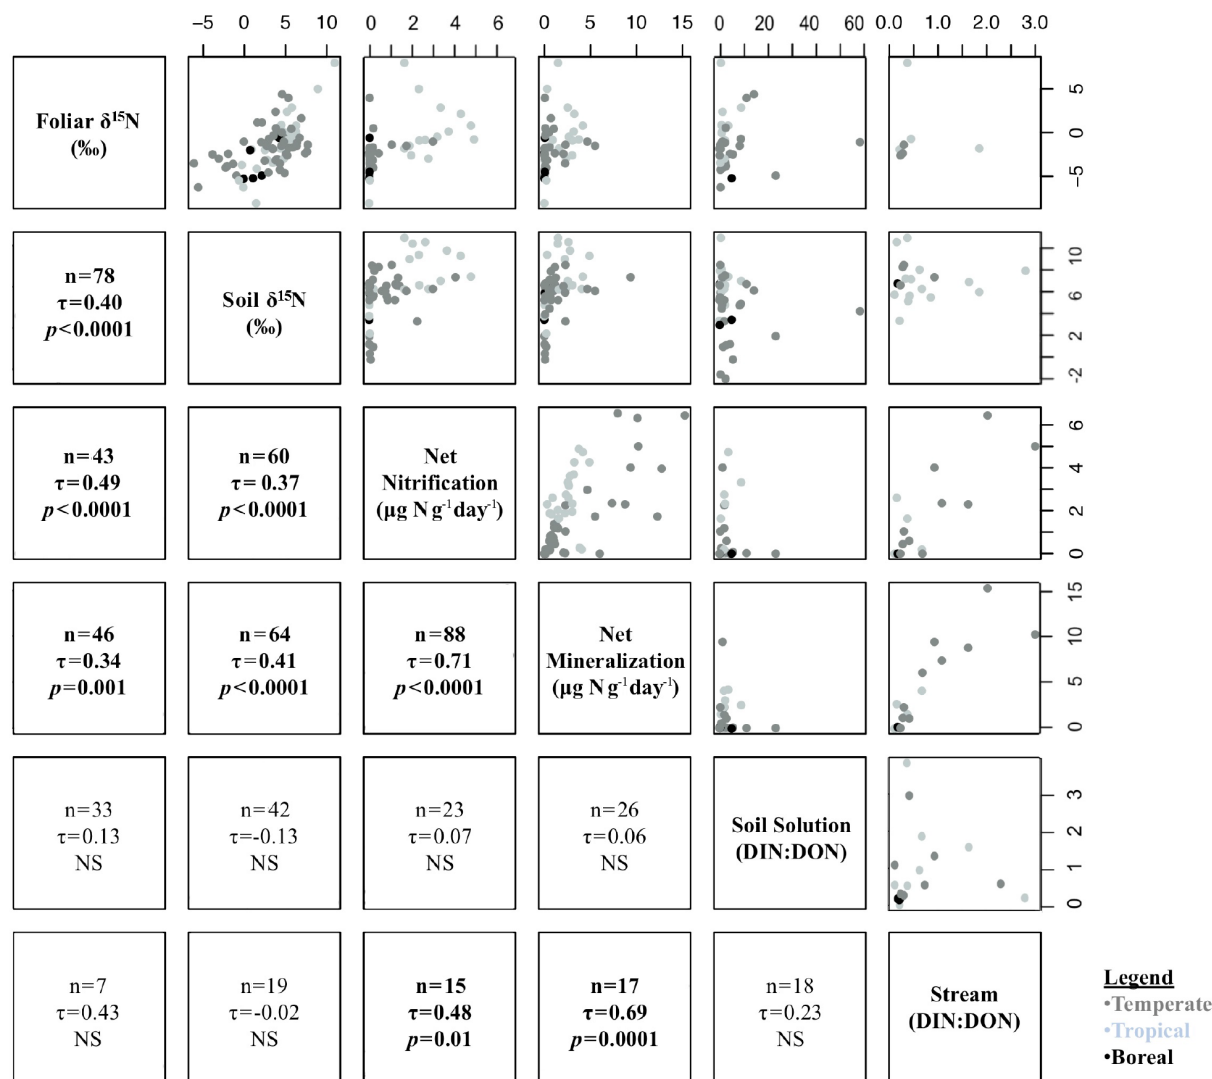 −5 0 5 10 0 2 4 6 0 5 10 15 0 20 40 60 0.0 1.0 2.0 3.0
Foliar δ¹⁵N
(‰)
5
0
−5
n=78
τ=0.40
p<0.0001
Soil δ¹⁵N
(‰)
10
6
2
-2
n=43
τ=0.49
p<0.0001
n=60
τ= 0.37
p<0.0001
Net
Nitrification
(µg N g⁻¹day⁻¹)
6
4
2
0
n=46
τ=0.34
p=0.001
n=64
τ=0.41
p<0.0001
n=88
τ=0.71
p<0.0001
Net
Mineralization
(µg N g⁻¹day⁻¹)
15
10
5
0
n=33
τ=0.13
NS
n=42
τ=-0.13
NS
n=23
τ=0.07
NS
n=26
τ=0.06
NS
Soil Solution
(DIN:DON)
3
2
1
0
n=7
τ=0.43
NS
n=19
τ=-0.02
NS
n=15
τ=0.48
p=0.01
n=17
τ=0.69
p=0.0001
n=18
τ=0.23
NS
Stream
(DIN:DON)
Legend
•Temperate
•Tropical
•Boreal